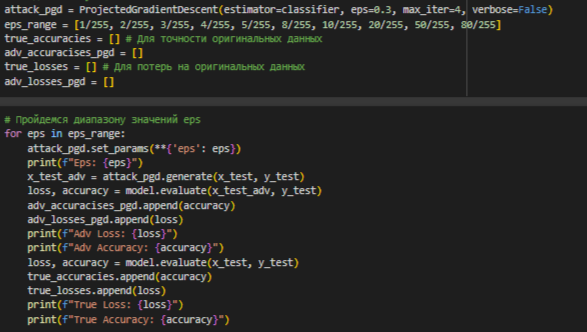 attack_pgd = ProjectedGradientDescent(estimator=classifier, eps=0.3, max_iter=4, verbose=False)
eps_range = [1/255, 2/255, 3/255, 4/255, 5/255, 8/255, 10/255, 20/255, 50/255, 80/255]
true_accuracies = [] # Для точности оригинальных данных
adv_accuracises_pgd = []
true_losses = [] # Для потерь на оригинальных данных
adv_losses_pgd = []
# Пройдемся диапазону значений eps
for eps in eps_range:
    attack_pgd.set_params(**{'eps': eps})
    print(f"Eps: {eps}")
    x_test_adv = attack_pgd.generate(x_test, y_test)
    loss, accuracy = model.evaluate(x_test_adv, y_test)
    adv_accuracises_pgd.append(accuracy)
    adv_losses_pgd.append(loss)
    print(f"Adv Loss: {loss}")
    print(f"Adv Accuracy: {accuracy}")
    loss, accuracy = model.evaluate(x_test, y_test)
    true_accuracies.append(accuracy)
    true_losses.append(loss)
    print(f"True Loss: {loss}")
    print(f"True Accuracy: {accuracy}")